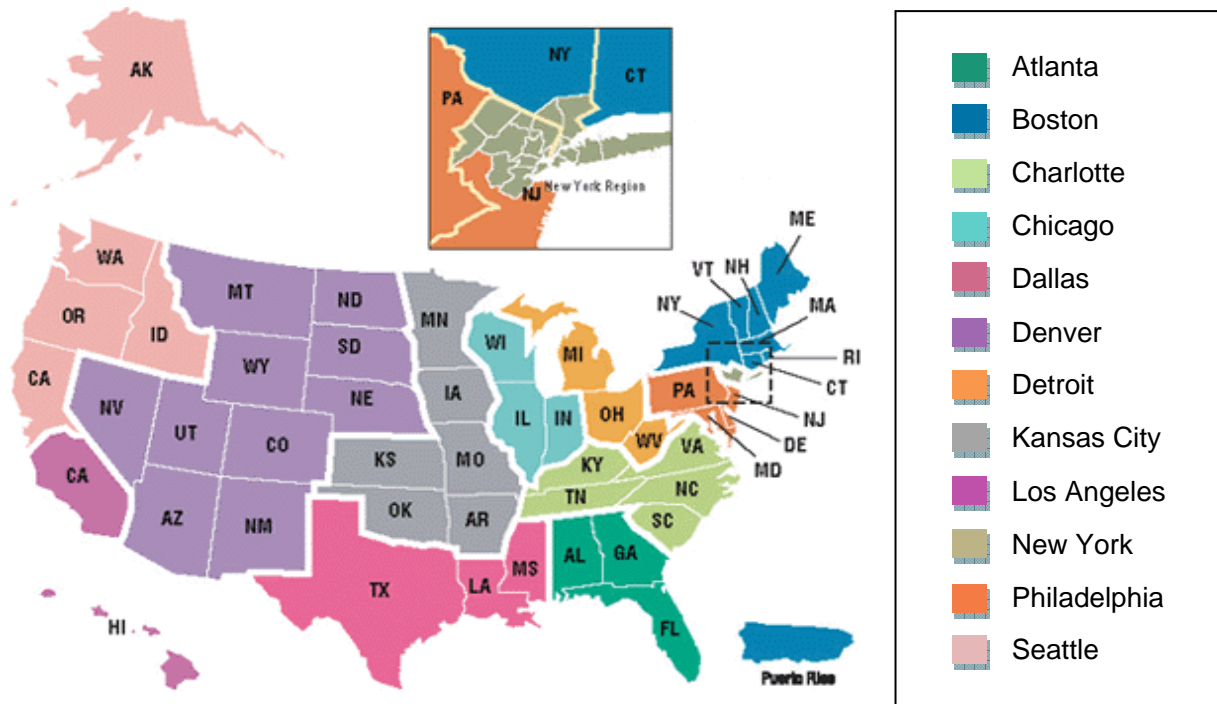 AK
NY
CT
PA
NJ
New York Region
WA
OR
ID
CA
MT
ND
SD
WY
NE
NV
UT
CO
CA
AZ
NM
MN
IA
KS
MO
OK
AR
WI
IL
IN
MI
OH
WV
KY
VA
TN
NC
SC
TX
LA
MS
AL
GA
FL
HI
ME
VT
NH
NY
MA
RI
CT
PA
NJ
DE
MD
Puerto Rico
Atlanta
Boston
Charlotte
Chicago
Dallas
Denver
Detroit
Kansas City
Los Angeles
New York
Philadelphia
Seattle